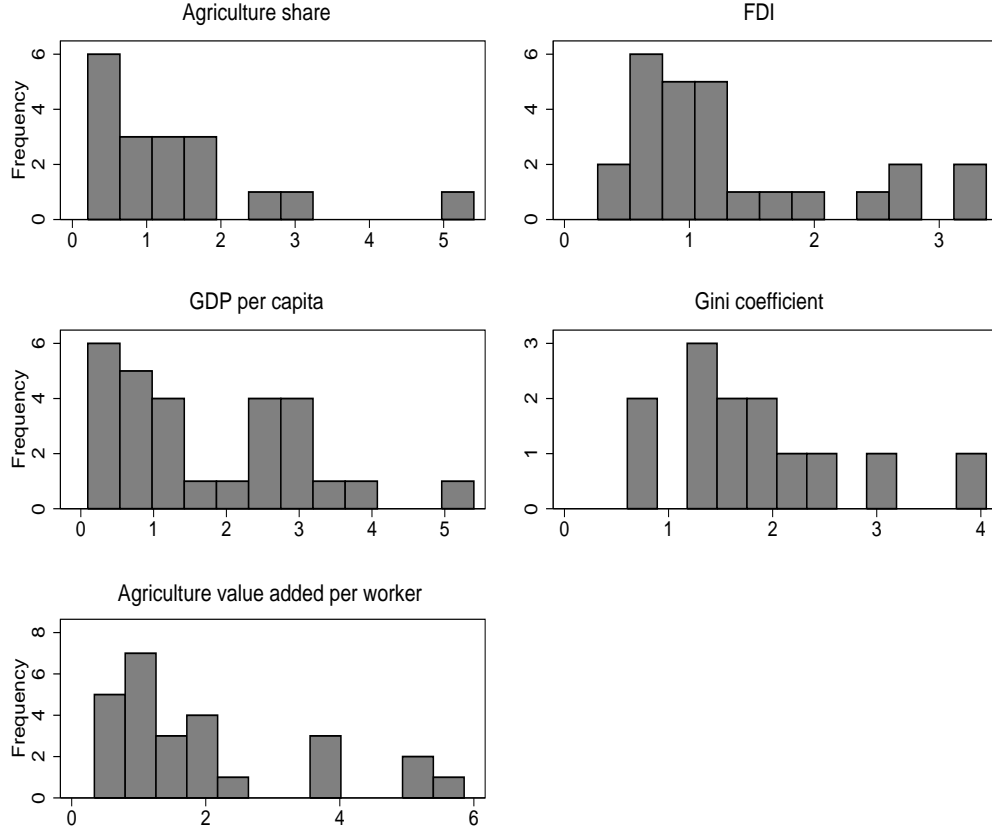 Agriculture share
Frequency
0 2 4 6
0 1 2 3 4 5
FDI
0 2 4 6
0 1 2 3
GDP per capita
Frequency
0 2 4 6
0 1 2 3 4 5
Gini coefficient
0 1 2 3
0 1 2 3 4
Agriculture value added per worker
Frequency
0 2 4 6 8
0 2 4 6